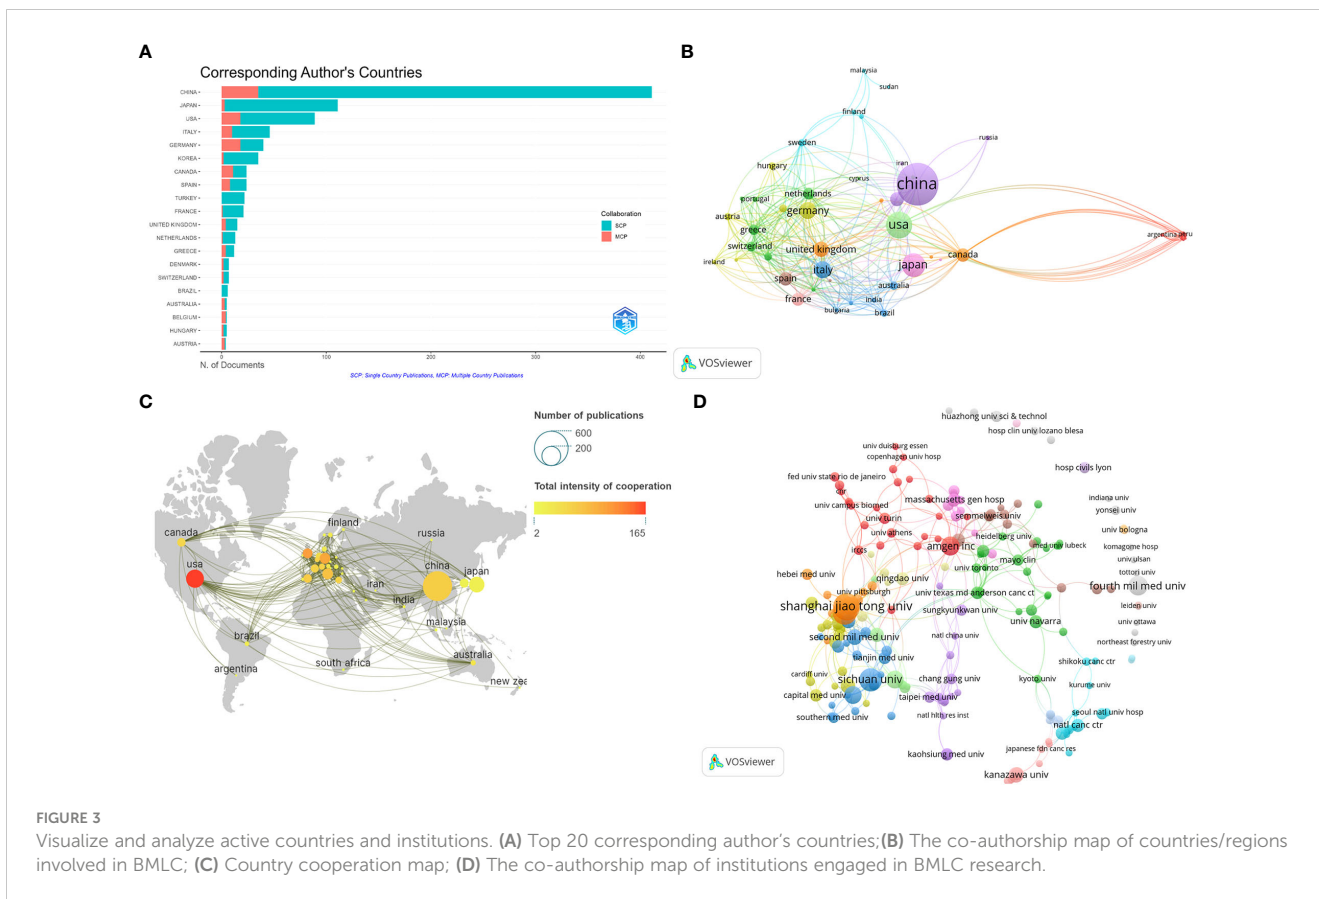 A
Corresponding Author's Countries
CHINA
JAPAN
USA
ITALY
GERMANY
KOREA
CANADA
SPAIN
TURKEY
FRANCE
UNITED KINGDOM
NETHERLANDS
GREECE
DENMARK
SWITZERLAND
BRAZIL
AUSTRALIA
BELGIUM
HUNGARY
AUSTRIA
0 100 200 300 400
N. of Documents
SCP: Single Country Publications, MCP: Multiple Country Publications
Collaboration
SCP
MCP
B
malaysia
sudan
finland
russia
sweden
iran
hungary
cyprus
china
netherlands
portugal
germany
austria
usa
greece
switzerland
united kingdom
canada
argentina peru
ireland
japan
italy
spain
australia
france
india
bulgaria
brazil
VOSviewer
C
Number of publications
600
200
Total intensity of cooperation
2 165
canada
finland
russia
usa
china
japan
iran
india
malaysia
brazil
australia
argentina
south africa
new zea
D
huazhong univ sci & technol
hosp clin univ lozano blesa
univ duisburg essen
copenhagen univ hosp
hosp civils lyon
fed univ state rio de janeiro
cnr
massachusetts gen hosp
indiana univ
univ campus biomed
yonsei univ
univ turin
semmelweis univ
univ bologna
univ athens
heidelberg univ
amgen inc
med univ lubeck
komagome hosp
irccs
mayo clin
univ ulsan
hebei med univ
qingdao univ
univ toronto
tottori univ
univ pittsburgh
univ texas md anderson canc ct
fourth mil med univ
shanghai jiao tong univ
sungkyunkwan univ
leiden univ
univ navarra
univ ottawa
second mil med univ
natl china univ
northeast forestry univ
tianjin med univ
shikoku canc ctr
cardiff univ
sichuan univ
chang gung univ
kyoto univ
kurume univ
capital med univ
taipei med univ
southern med univ
natl hlth res inst
seoul natl univ hosp
natl canc ctr
kaohsiung med univ
japanese fdn canc res
kanazawa univ
VOSviewer
FIGURE 3
Visualize and analyze active countries and institutions. (A) Top 20 corresponding author's countries;(B) The co-authorship map of countries/regions
involved in BMLC; (C) Country cooperation map; (D) The co-authorship map of institutions engaged in BMLC research.